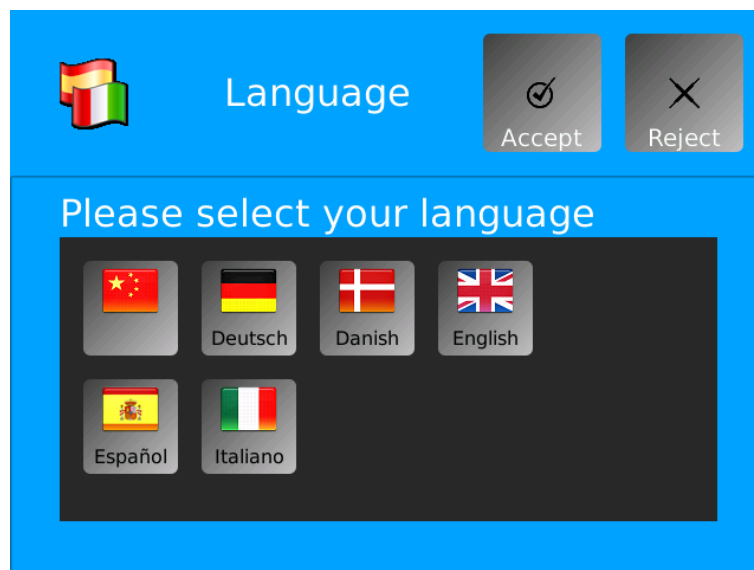 Language
Accept Reject
Please select your language
Deutsch Danish English
Español Italiano